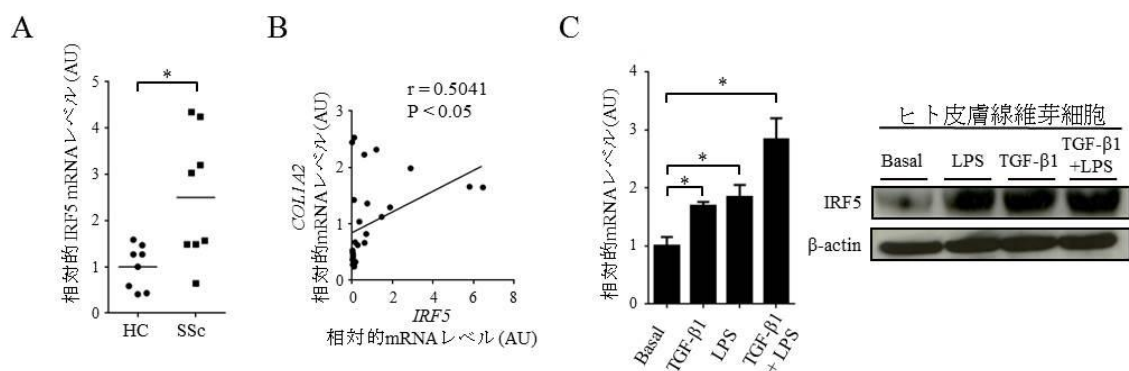 A
相対的 IRF5 mRNAレベル (AU)
5
4
3
2
1
0
*
HC
SSc
B
r = 0.5041
P < 0.05
COL1A2
相対的mRNAレベル (AU)
3
2
1
0
0
2
4
6
8
IRF5
相対的mRNAレベル (AU)
C
相対的mRNAレベル (AU)
4
3
2
1
0
*
*
*
Basal
TGF-β1
LPS
TGF-β1
+ LPS
ヒト皮膚線維芽細胞
Basal
LPS
TGF-β1
TGF-β1
+LPS
IRF5
β-actin